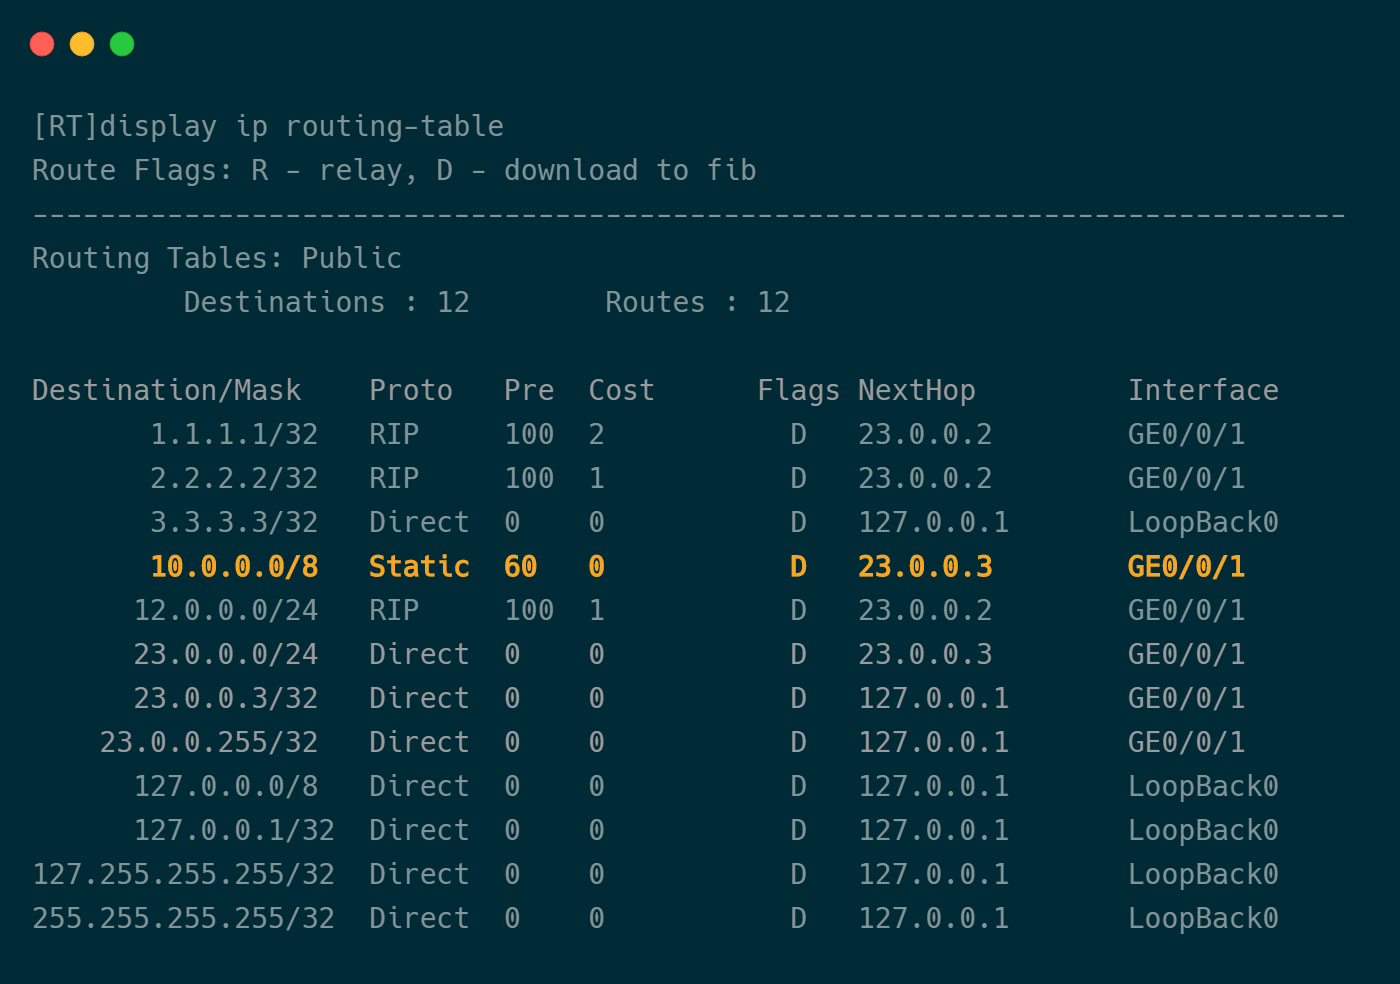 [RT]display ip routing-table
Route Flags: R - relay, D - download to fib
------------------------------------------------------------------------------
Routing Tables: Public
         Destinations : 12        Routes : 12

Destination/Mask    Proto   Pre  Cost      Flags NextHop         Interface
       1.1.1.1/32   RIP     100  2           D   23.0.0.2        GE0/0/1
       2.2.2.2/32   RIP     100  1           D   23.0.0.2        GE0/0/1
       3.3.3.3/32   Direct  0    0           D   127.0.0.1       LoopBack0
       10.0.0.0/8   Static  60   0           D   23.0.0.3        GE0/0/1
      12.0.0.0/24   RIP     100  1           D   23.0.0.2        GE0/0/1
      23.0.0.0/24   Direct  0    0           D   23.0.0.3        GE0/0/1
      23.0.0.3/32   Direct  0    0           D   127.0.0.1       GE0/0/1
    23.0.0.255/32   Direct  0    0           D   127.0.0.1       GE0/0/1
      127.0.0.0/8   Direct  0    0           D   127.0.0.1       LoopBack0
      127.0.0.1/32  Direct  0    0           D   127.0.0.1       LoopBack0
127.255.255.255/32  Direct  0    0           D   127.0.0.1       LoopBack0
255.255.255.255/32  Direct  0    0           D   127.0.0.1       LoopBack0